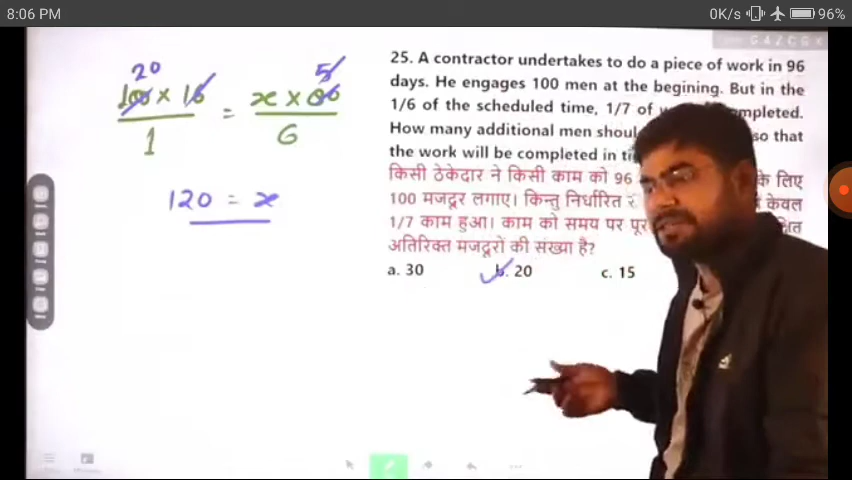 8:06 PM
0K/s
96%
20
100 × 16 = x × 80
1
5
6
120 = x
25. A contractor undertakes to do a piece of work in 96
days. He engages 100 men at the begining. But in the
1/6 of the scheduled time, 1/7 of w mpleted.
How many additional men shoul so that
the work will be completed in ti
किसी ठेकेदार ने किसी काम को 96 के लिए
100 मजदूर लगाए। किन्तु निर्धारित केवल
1/7 काम हुआ। काम को समय पर पूर क्षित
अतिरिक्त मजदूरों की संख्या है?
a. 30
b. 20
c. 15